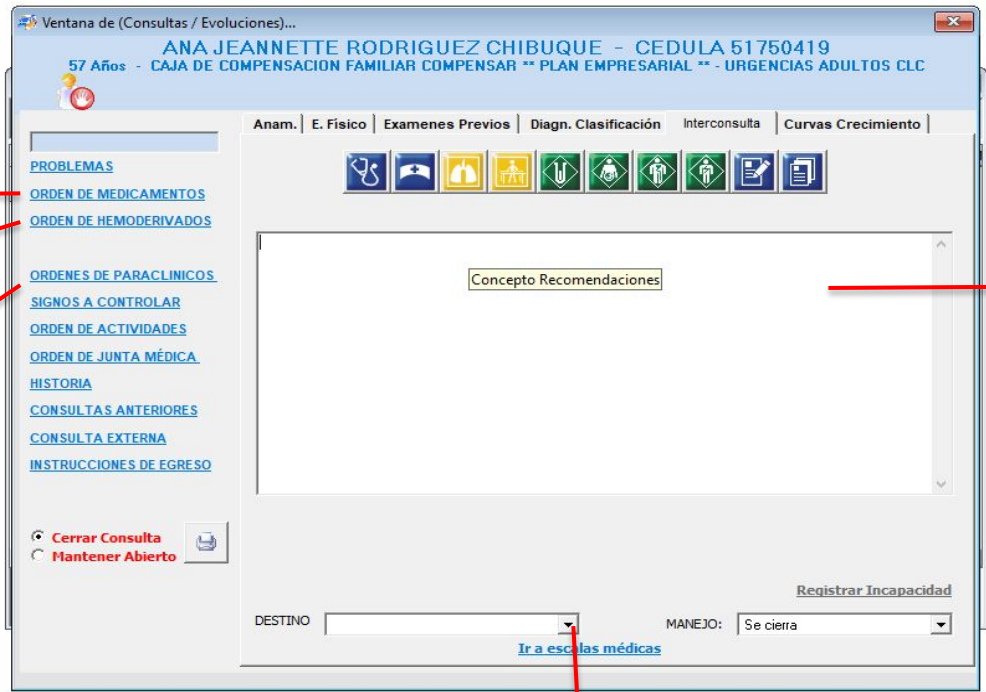 Ventana de (Consultas / Evoluciones)...
ANA JEANNETTE RODRIGUEZ CHIBUQUE - CEDULA 51750419
57 Años - CAJA DE COMPENSACION FAMILIAR COMPENSAR ** PLAN EMPRESARIAL ** - URGENCIAS ADULTOS CLC
Anam. E. Fisico Examenes Previos Diagn. Clasificación Interconsulta Curvas Crecimiento
PROBLEMAS
ORDEN DE MEDICAMENTOS
ORDEN DE HEMODERIVADOS
ORDENES DE PARACLINICOS
SIGNOS A CONTROLAR
ORDEN DE ACTIVIDADES
ORDEN DE JUNTA MÉDICA
HISTORIA
CONSULTAS ANTERIORES
CONSULTA EXTERNA
INSTRUCCIONES DE EGRESO
Concepto Recomendaciones
Cerrar Consulta
Mantener Abierto
Registrar Incapacidad
DESTINO MANEJO: Se cierra
Ir a escalas médicas